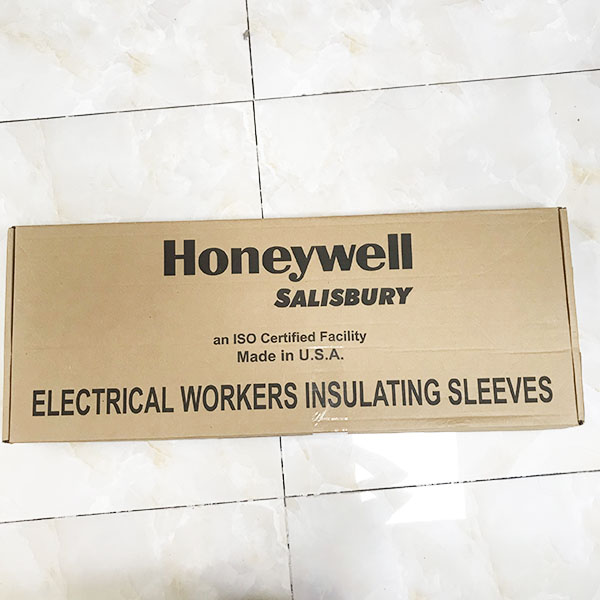 Honeywell
SALISBURY
an ISO Certified Facility
Made in U.S.A.
ELECTRICAL WORKERS INSULATING SLEEVES